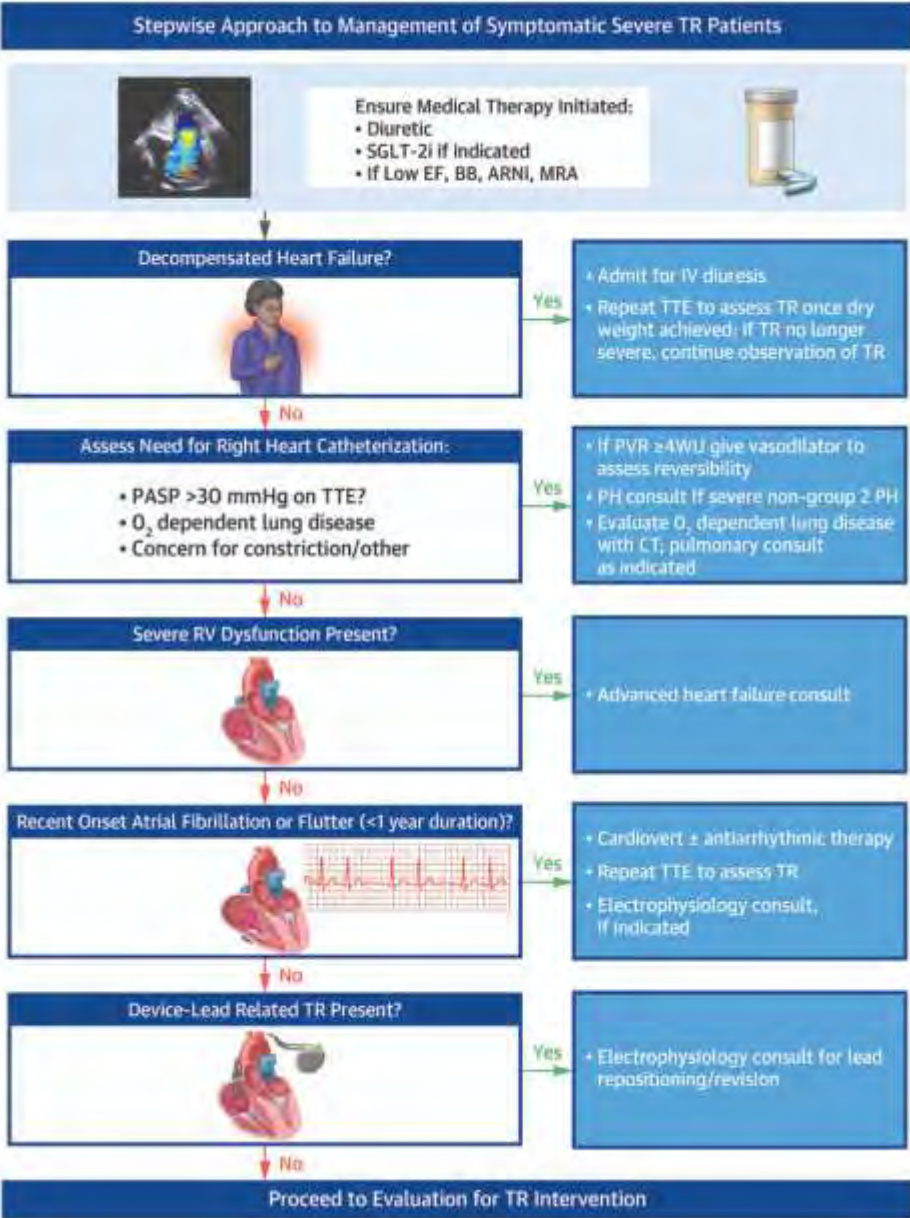 Stepwise Approach to Management of Symptomatic Severe TR Patients
Ensure Medical Therapy Initiated:
• Diuretic
• SGLT-2i if indicated
• If Low EF, BB, ARNI, MRA
Decompensated Heart Failure?
Yes
• Admit for IV diuresis
• Repeat TTE to assess TR once dry
weight achieved; if TR no longer
severe, continue observation of TR
No
Assess Need for Right Heart Catheterization:
• PASP >30 mmHg on TTE?
• O₂ dependent lung disease
• Concern for constriction/other
Yes
• If PVR ≥4WU give vasodilator to
assess reversibility
• PH consult if severe non-group 2 PH
• Evaluate O₂ dependent lung disease
with CT; pulmonary consult
as indicated
No
Severe RV Dysfunction Present?
Yes
• Advanced heart failure consult
No
Recent Onset Atrial Fibrillation or Flutter (<1 year duration)?
Yes
• Cardiovert ± antiarrhythmic therapy
• Repeat TTE to assess TR
• Electrophysiology consult,
if indicated
No
Device-Lead Related TR Present?
Yes
• Electrophysiology consult for lead
repositioning/revision
No
Proceed to Evaluation for TR Intervention